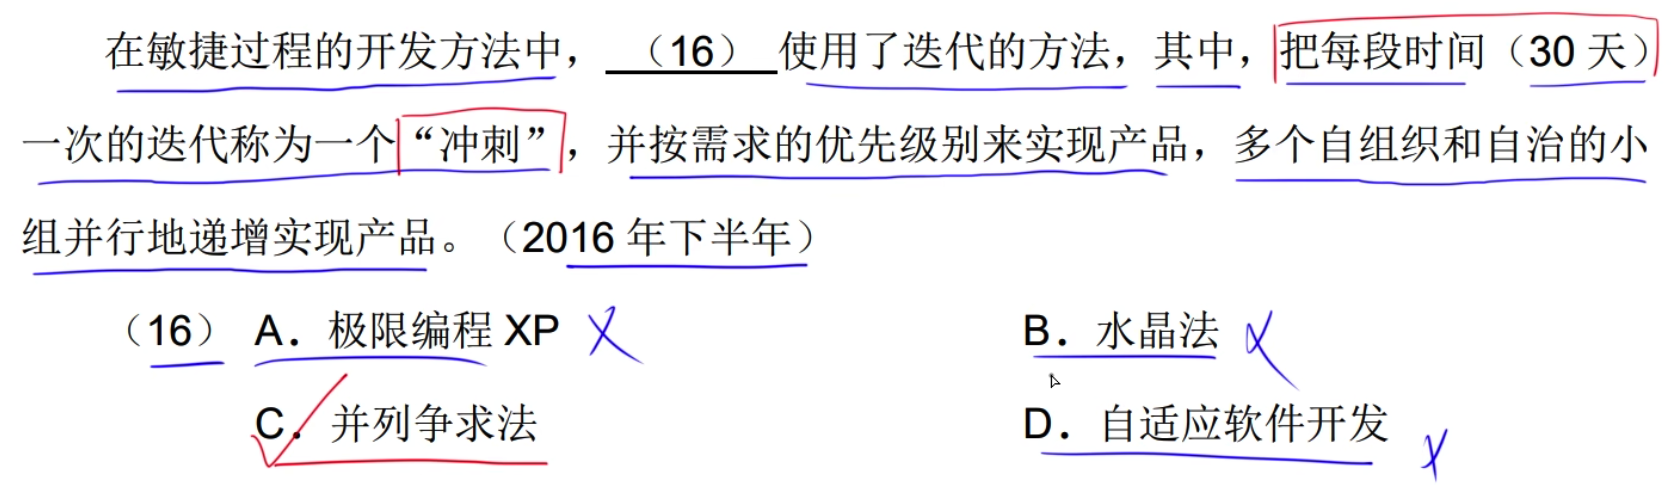 在敏捷过程的开发方法中，（16）使用了迭代的方法，其中，把每段时间（30 天）
一次的迭代称为一个“冲刺”，并按需求的优先级别来实现产品，多个自组织和自治的小
组并行地递增实现产品。（2016 年下半年）
（16） A．极限编程 XP B．水晶法
C．并列争求法 D．自适应软件开发